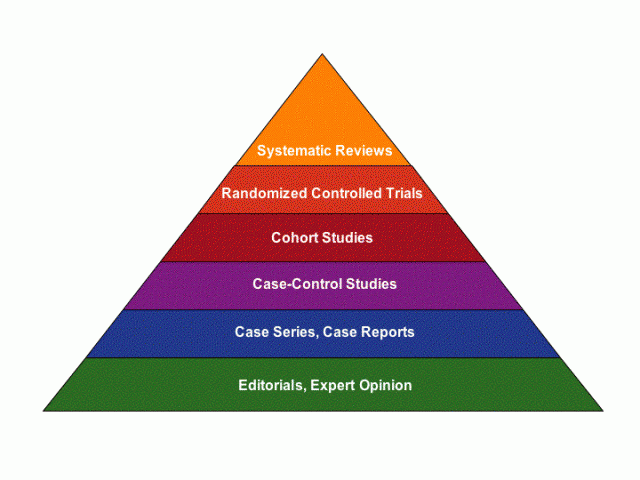 Systematic Reviews
Randomized Controlled Trials
Cohort Studies
Case-Control Studies
Case Series, Case Reports
Editorials, Expert Opinion